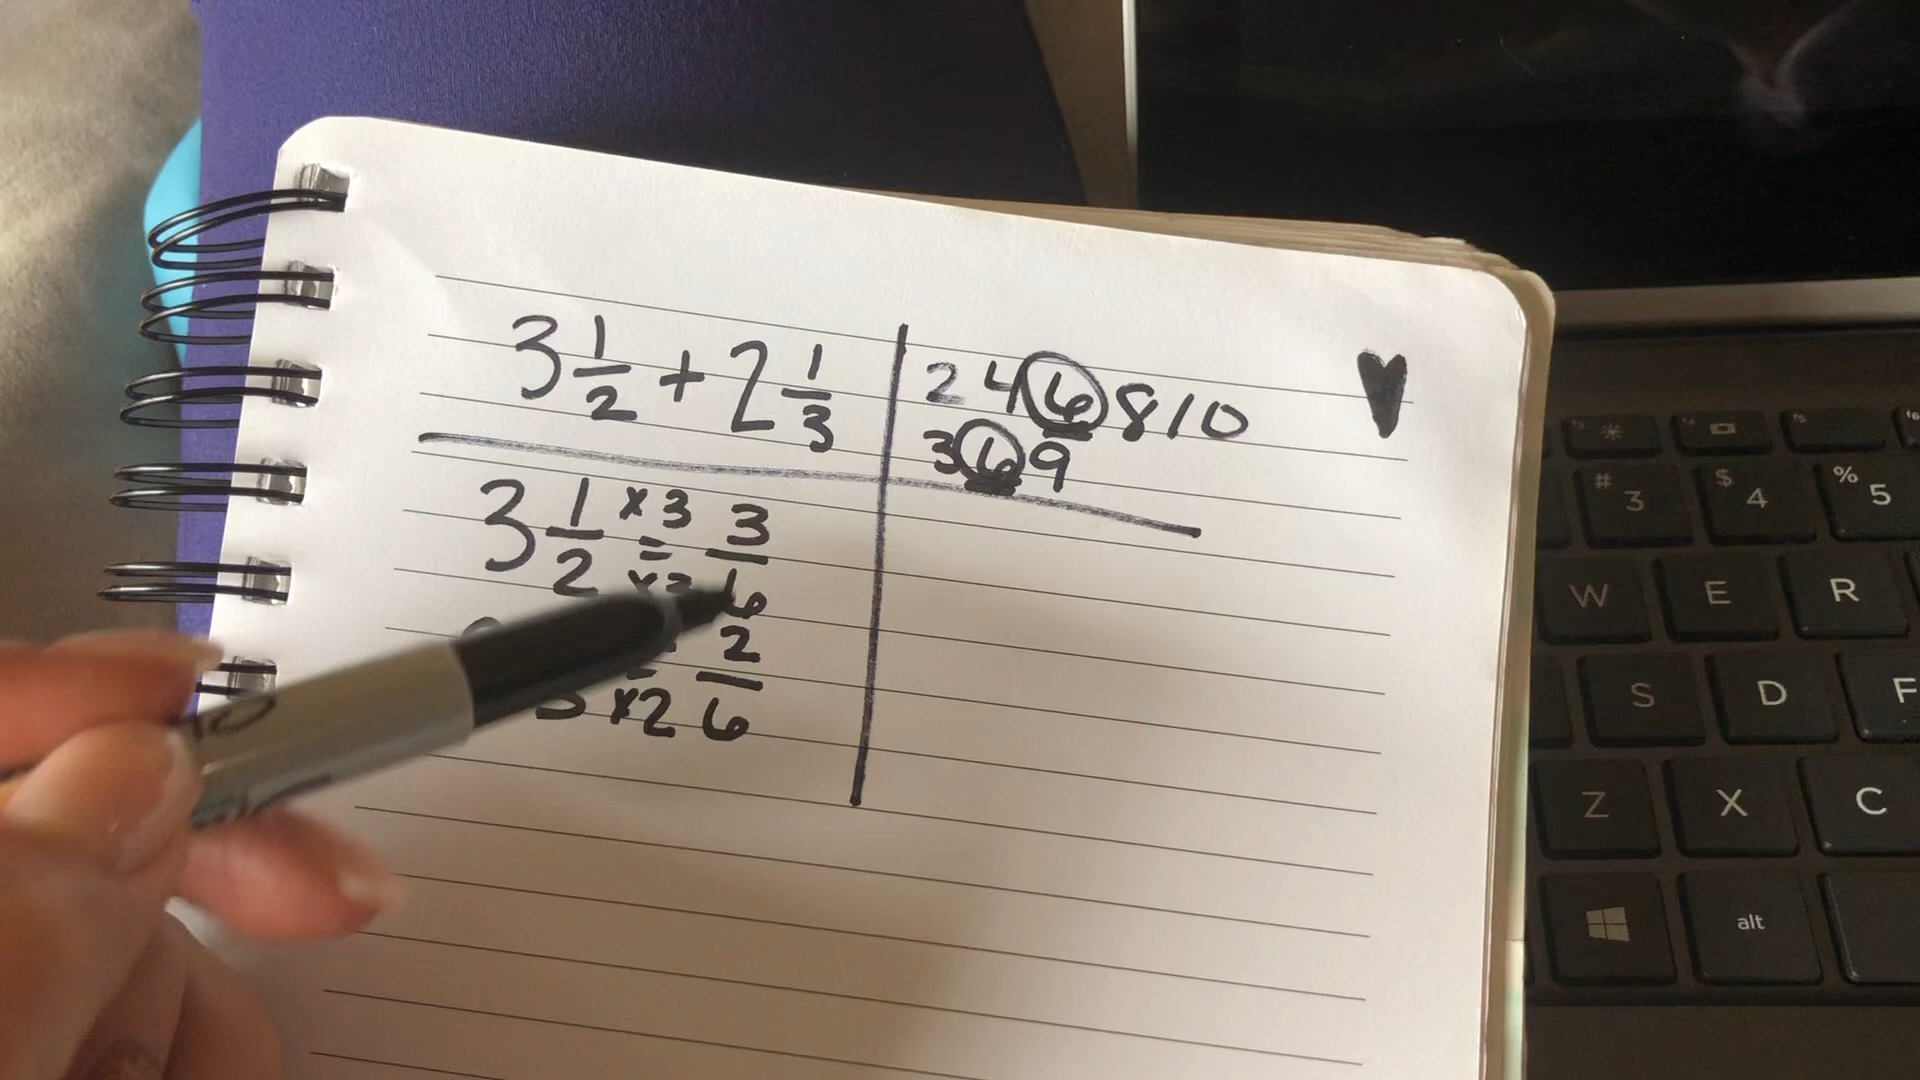 3 1/2 + 2 1/3
2 4 6 8 10
3 6 9
3 1/2 ×3 = 3/6
2
×2 6
# 3
$ 4
% 5
W E R
S D F
Z X C
alt